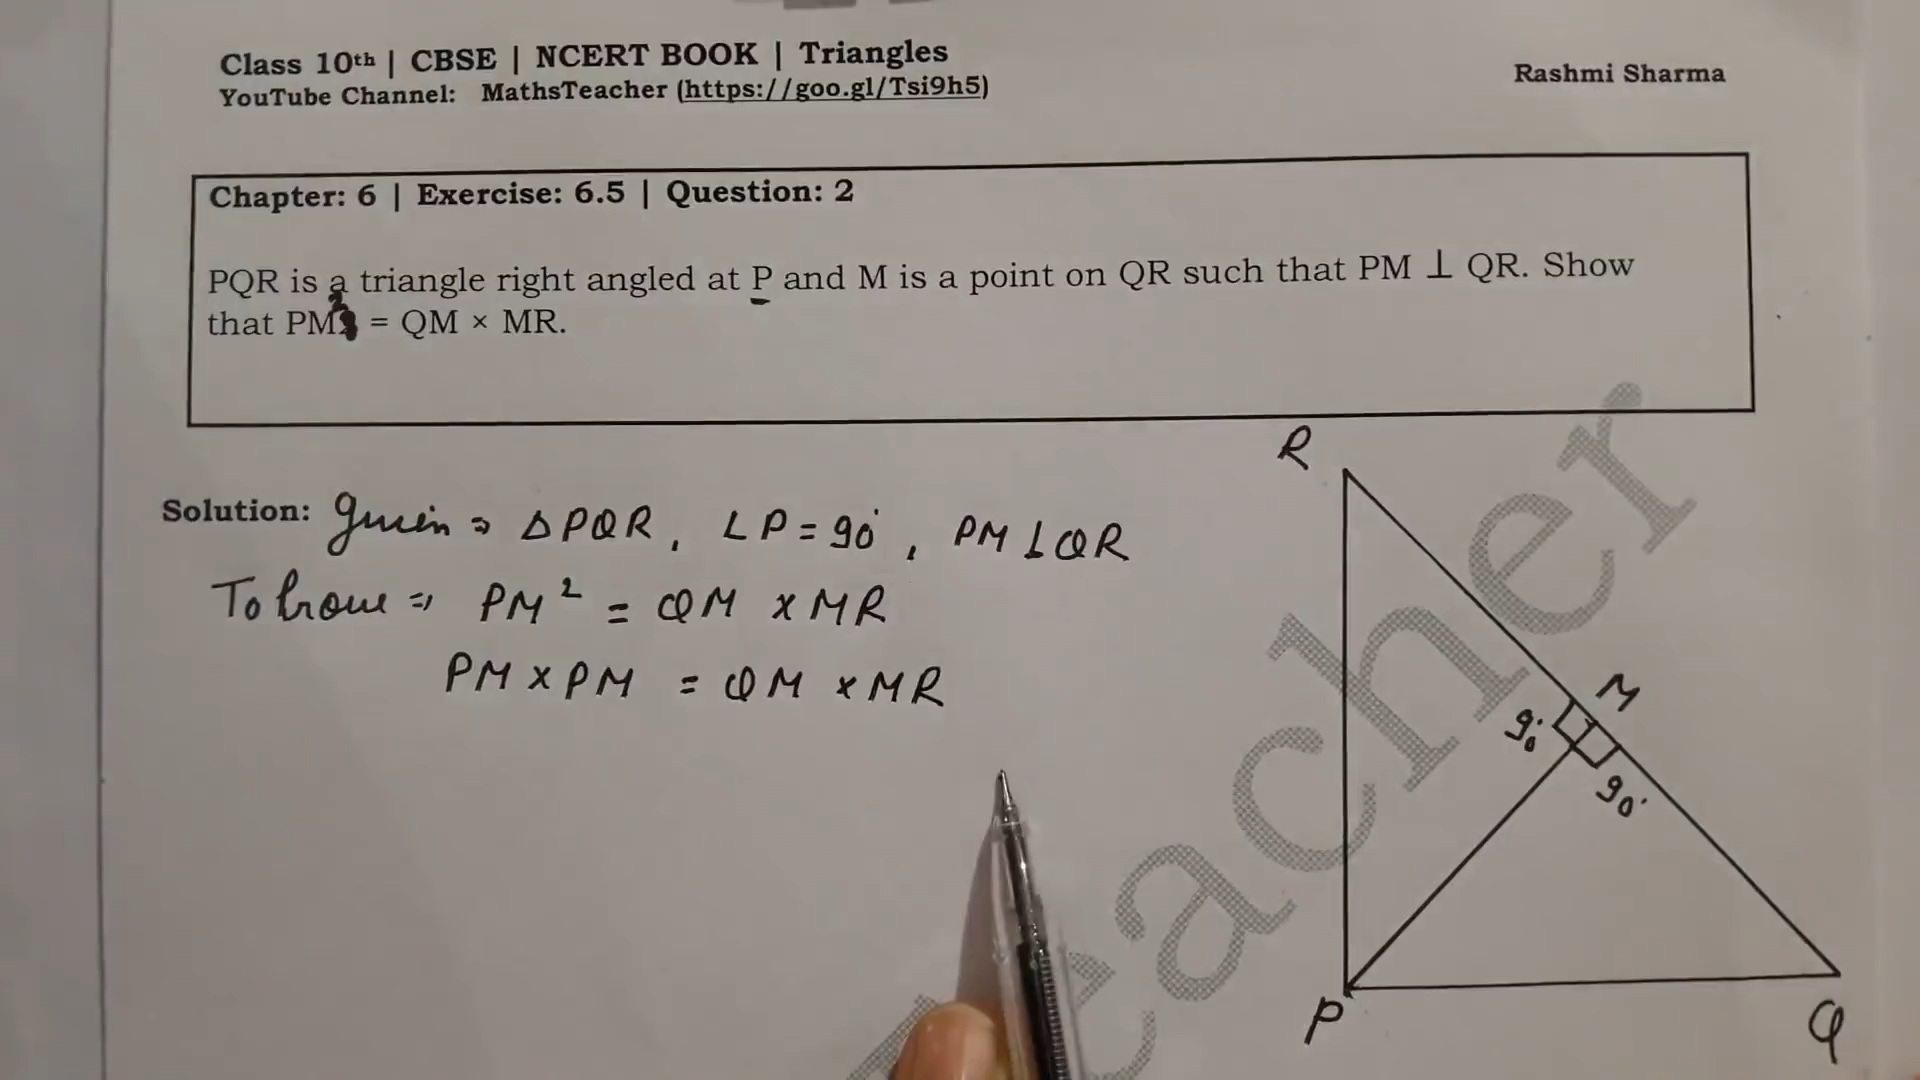 Class 10th | CBSE | NCERT BOOK | Triangles
YouTube Channel: MathsTeacher (https://goo.gl/Tsi9h5)
Rashmi Sharma
Chapter: 6 | Exercise: 6.5 | Question: 2
PQR is a triangle right angled at P and M is a point on QR such that PM ⊥ QR. Show
that PM² = QM × MR.
Solution: Given ⇒ △PQR, ∠P = 90°, PM ⊥ QR
To Prove ⇒ PM² = QM × MR
PM × PM = QM × MR
R
M
90°
90°
P
Q
eacher